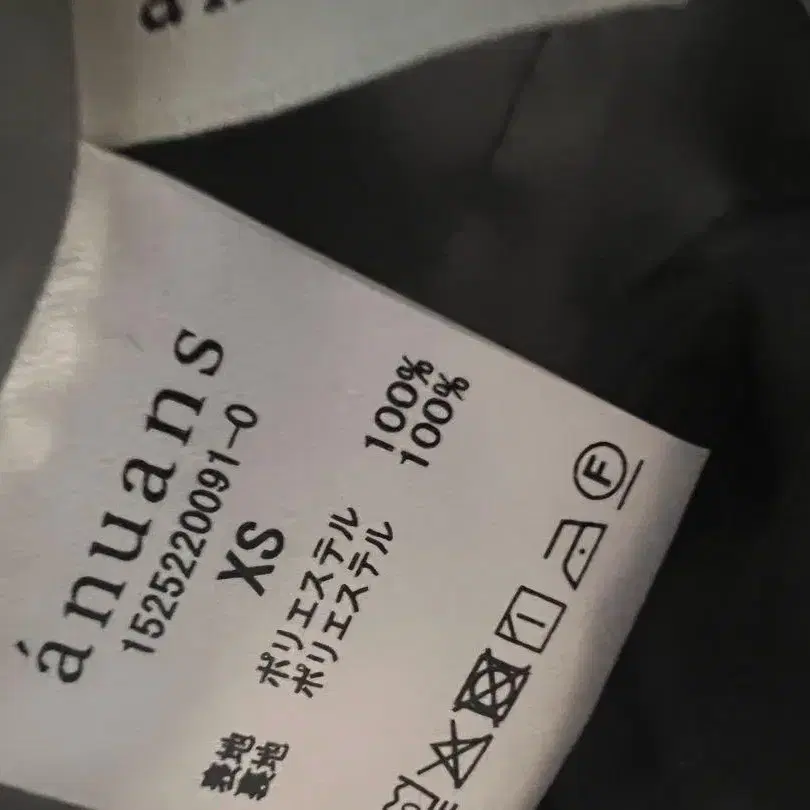 ánuans
1525220091-0
XS
表地 ポリエステル 100%
裏地 ポリエステル 100%
F